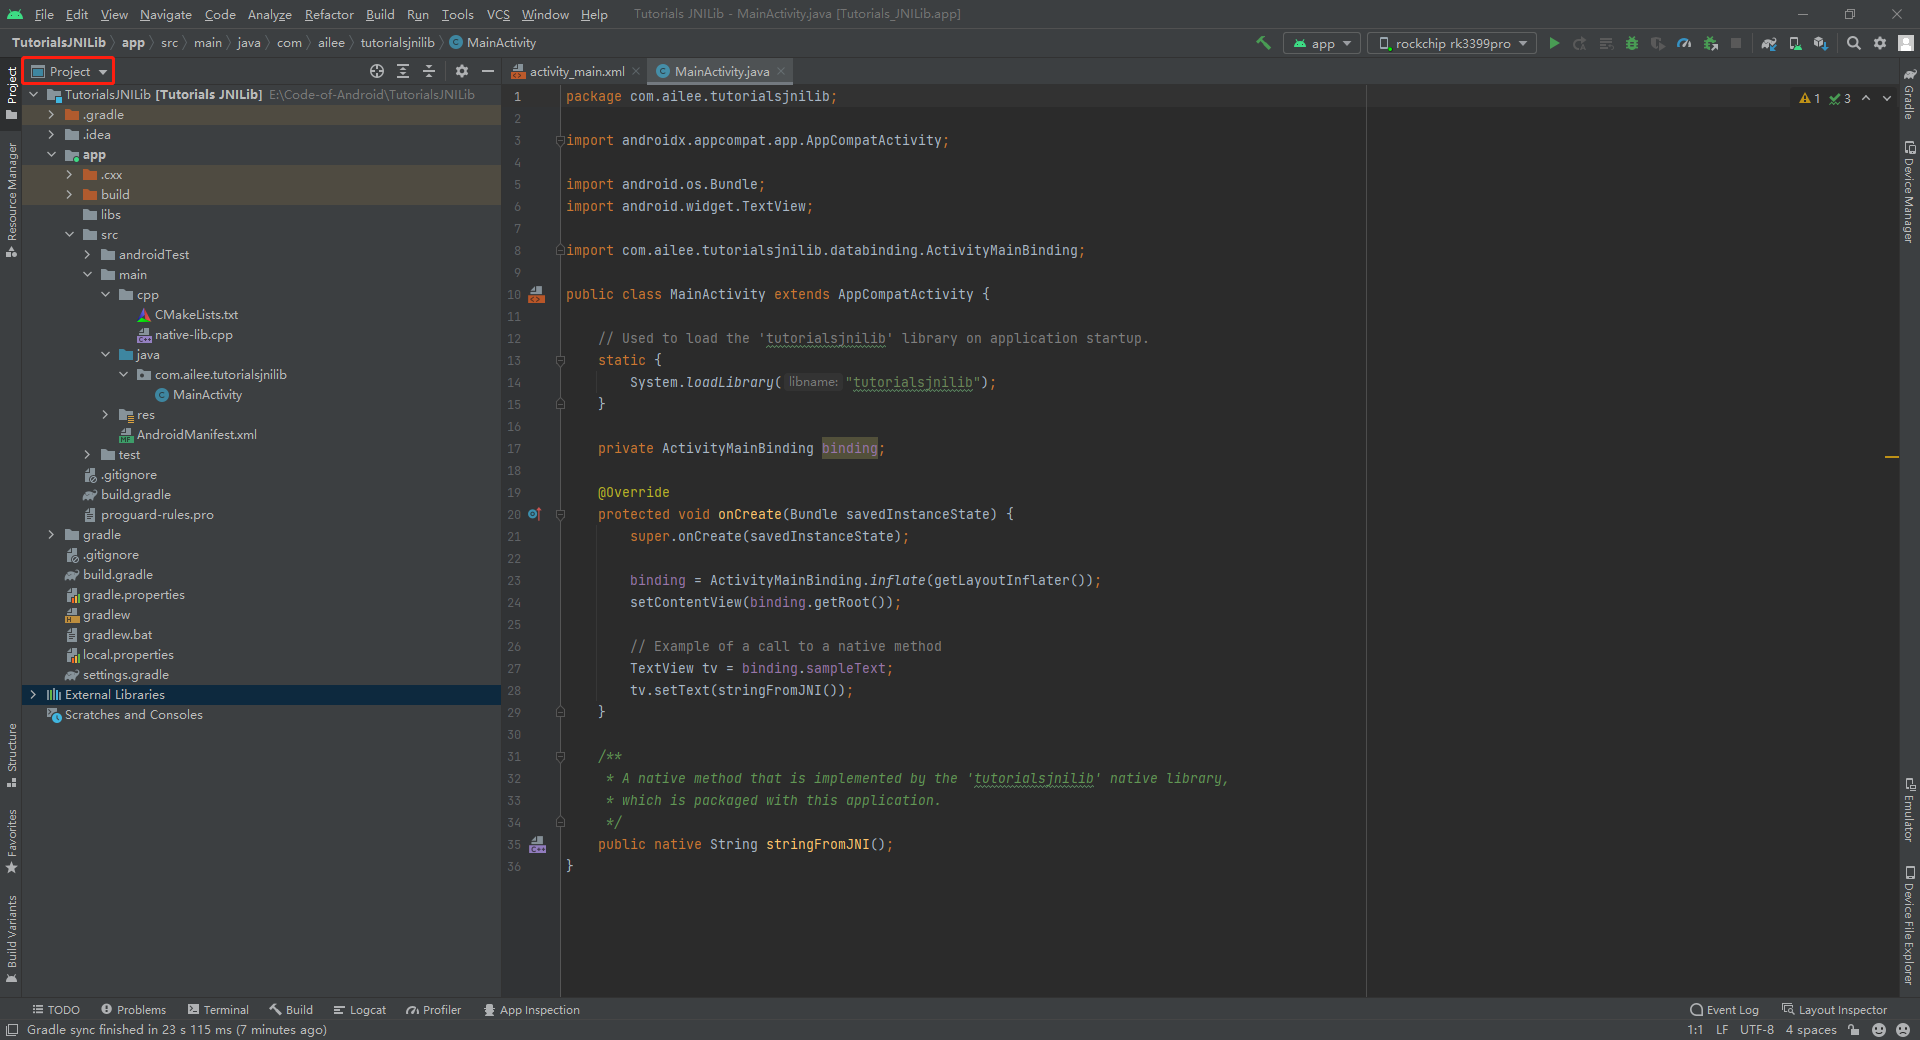 File Edit View Navigate Code Analyze Refactor Build Run Tools VCS Window Help Tutorials JNILib - MainActivity.java [Tutorials_JNILib.app]
TutorialsJNILib app src main java com ailee tutorialsjnilib MainActivity app rockchip rk3399pro
Project
activity_main.xml MainActivity.java
TutorialsJNILib [Tutorials JNILib] E:\Code-of-Android\TutorialsJNILib
.gradle
.idea
app
.cxx
build
libs
src
androidTest
main
cpp
CMakeLists.txt
native-lib.cpp
java
com.ailee.tutorialsjnilib
MainActivity
res
AndroidManifest.xml
test
.gitignore
build.gradle
proguard-rules.pro
gradle
.gitignore
build.gradle
gradle.properties
gradlew
gradlew.bat
local.properties
settings.gradle
External Libraries
Scratches and Consoles
Project
Resource Manager
Structure
Favorites
Build Variants
1 package com.ailee.tutorialsjnilib;
2
3 import androidx.appcompat.app.AppCompatActivity;
4
5 import android.os.Bundle;
6 import android.widget.TextView;
7
8 import com.ailee.tutorialsjnilib.databinding.ActivityMainBinding;
9
10 public class MainActivity extends AppCompatActivity {
11
12 // Used to load the 'tutorialsjnilib' library on application startup.
13 static {
14 System.loadLibrary( libname: "tutorialsjnilib");
15 }
16
17 private ActivityMainBinding binding;
18
19 @Override
20 protected void onCreate(Bundle savedInstanceState) {
21 super.onCreate(savedInstanceState);
22
23 binding = ActivityMainBinding.inflate(getLayoutInflater());
24 setContentView(binding.getRoot());
25
26 // Example of a call to a native method
27 TextView tv = binding.sampleText;
28 tv.setText(stringFromJNI());
29 }
30
31 /**
32 * A native method that is implemented by the 'tutorialsjnilib' native library,
33 * which is packaged with this application.
34 */
35 public native String stringFromJNI();
36 }
1 3
Gradle
Device Manager
Emulator
Device File Explorer
TODO Problems Terminal Build Logcat Profiler App Inspection Event Log Layout Inspector
Gradle sync finished in 23 s 115 ms (7 minutes ago) 1:1 LF UTF-8 4 spaces